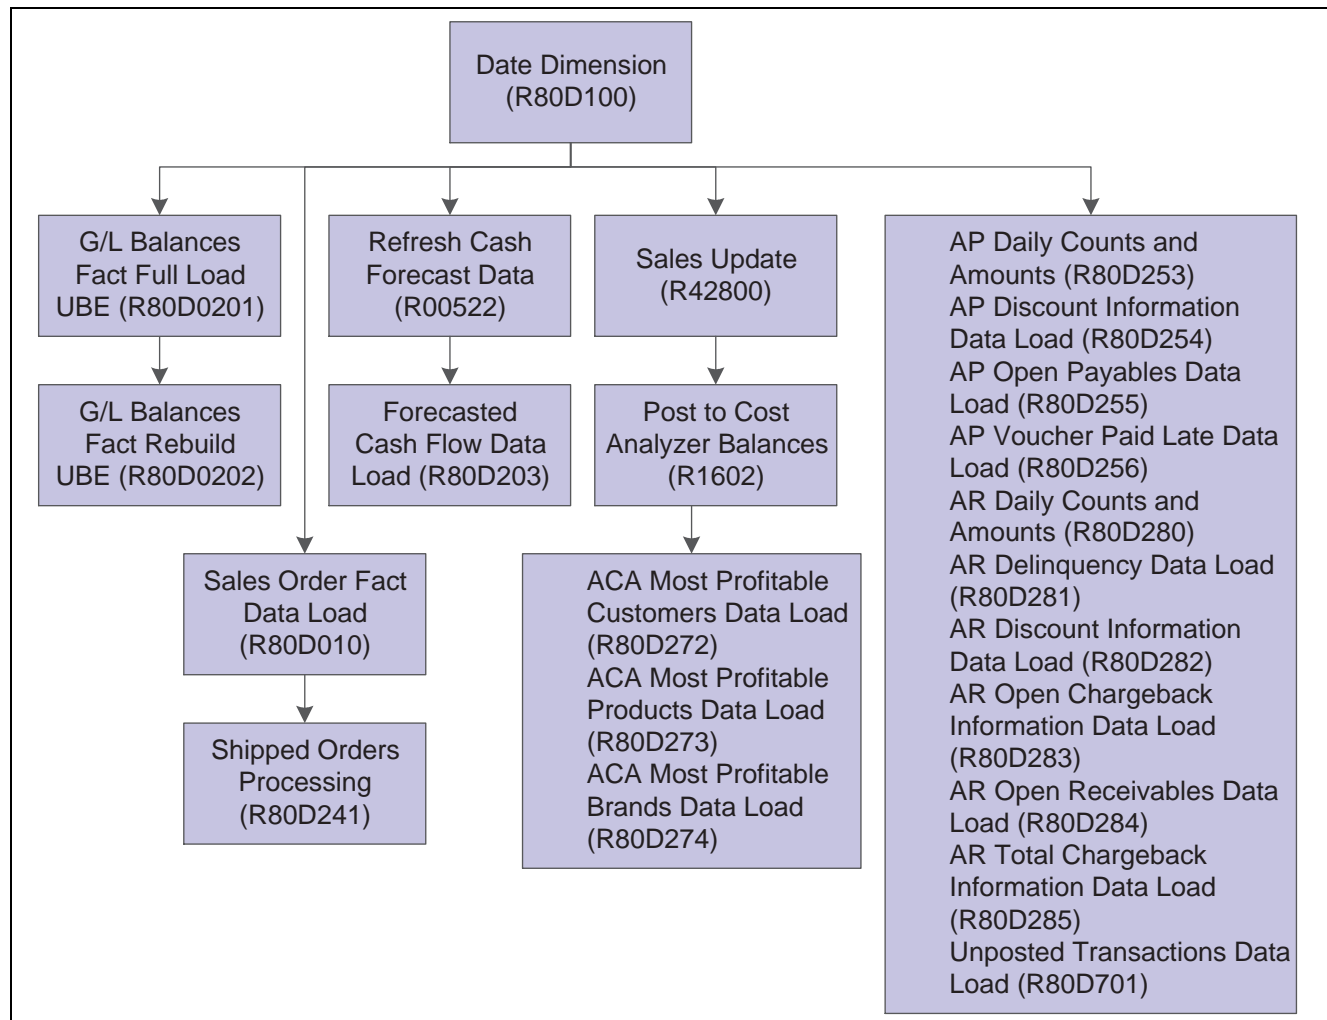 Date Dimension
(R80D100)
G/L Balances
Fact Full Load
UBE (R80D0201)
Refresh Cash
Forecast Data
(R00522)
Sales Update
(R42800)
AP Daily Counts and
Amounts (R80D253)
AP Discount Information
Data Load (R80D254)
AP Open Payables Data
Load (R80D255)
AP Voucher Paid Late Data
Load (R80D256)
AR Daily Counts and
Amounts (R80D280)
AR Delinquency Data Load
(R80D281)
AR Discount Information
Data Load (R80D282)
AR Open Chargeback
Information Data Load
(R80D283)
AR Open Receivables Data
Load (R80D284)
AR Total Chargeback
Information Data Load
(R80D285)
Unposted Transactions Data
Load (R80D701)
G/L Balances
Fact Rebuild
UBE (R80D0202)
Forecasted
Cash Flow Data
Load (R80D203)
Post to Cost
Analyzer Balances
(R1602)
Sales Order Fact
Data Load
(R80D010)
ACA Most Profitable
Customers Data Load
(R80D272)
ACA Most Profitable
Products Data Load
(R80D273)
ACA Most Profitable
Brands Data Load
(R80D274)
Shipped Orders
Processing
(R80D241)